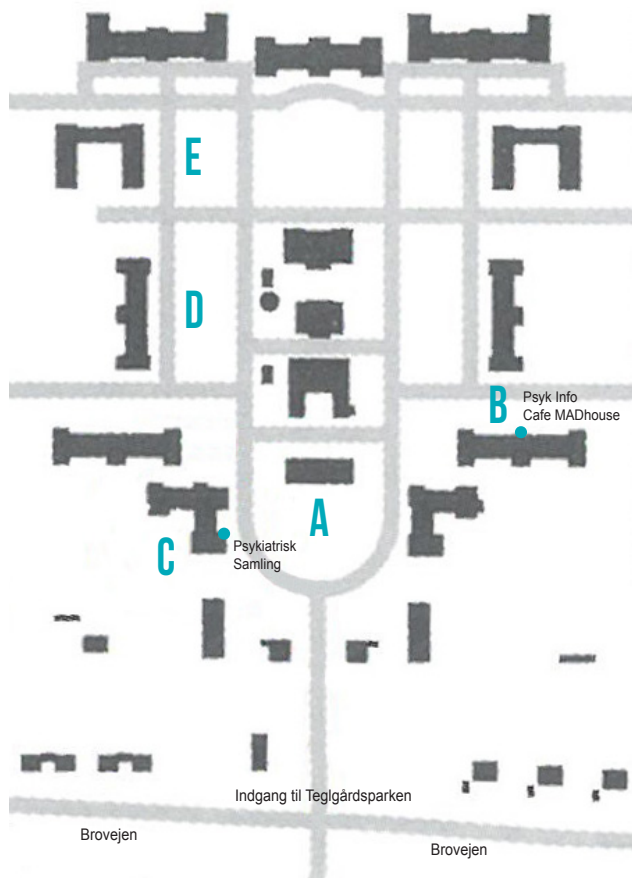 E
D
B
Psyk Info
Cafe MADhouse
A
C
Psykiatrisk
Samling
Indgang til Teglgårdsparken
Brovejen
Brovejen